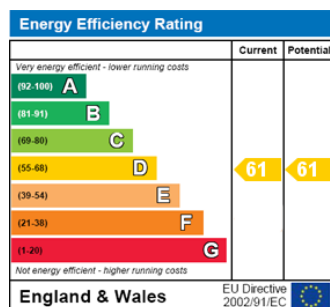 Energy Efficiency Rating
Current Potential
Very energy efficient - lower running costs
(92-100) A
(81-91) B
(69-80) C
(55-68) D 61 61
(39-54) E
(21-38) F
(1-20) G
Not energy efficient - higher running costs
England & Wales
EU Directive
2002/91/EC